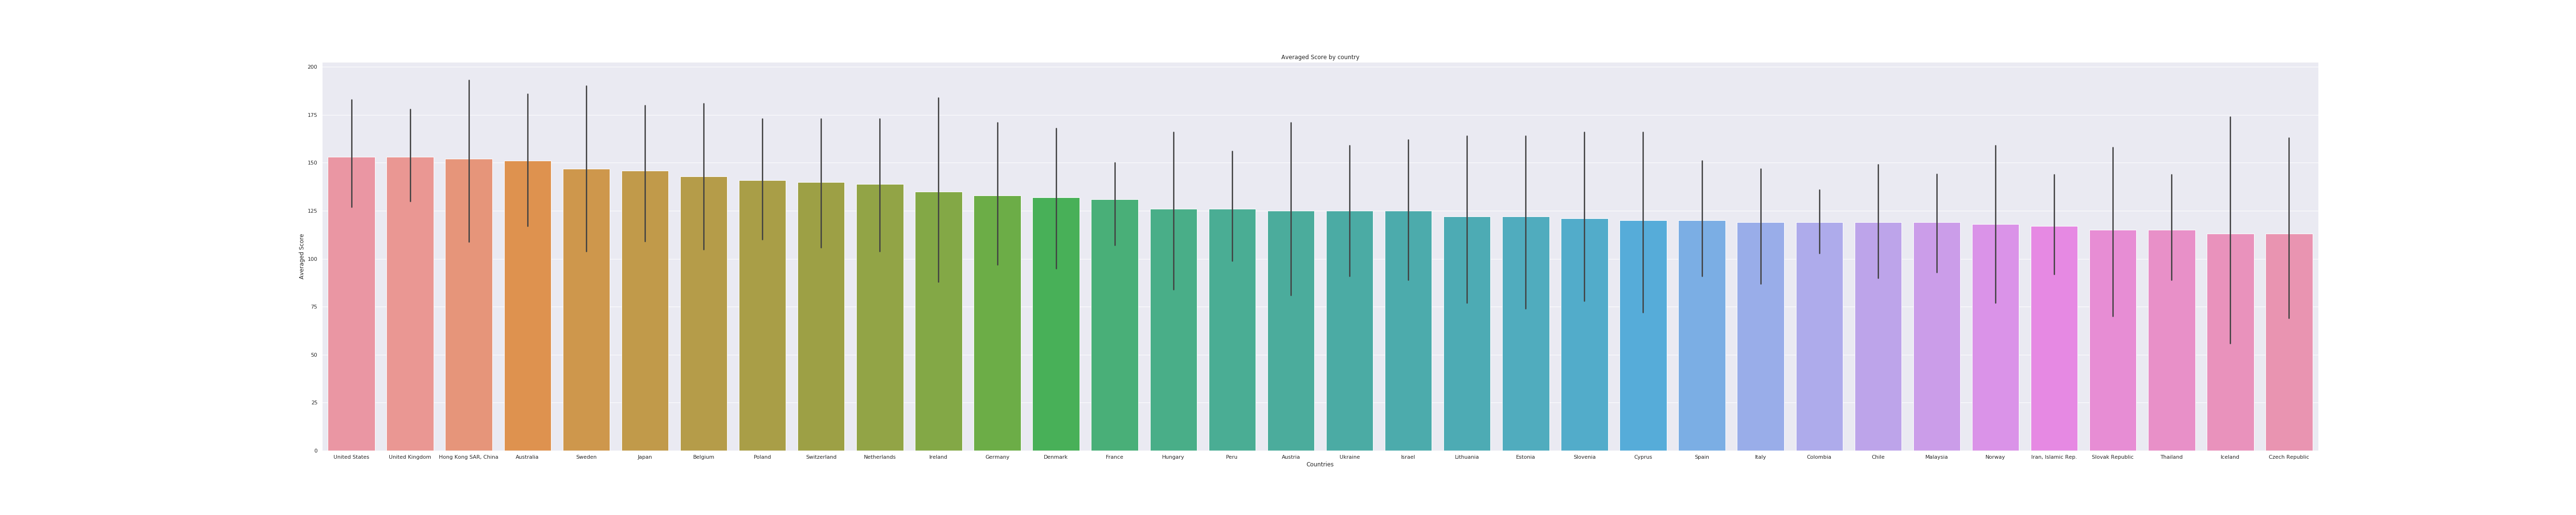 Averaged Score by country
200
175
150
125
100
75
50
25
0
Averaged Score
United States United Kingdom Hong Kong SAR, China Australia Sweden Japan Belgium Poland Switzerland Netherlands Ireland Germany Denmark France Hungary Peru Austria Ukraine Israel Lithuania Estonia Slovenia Cyprus Spain Italy Colombia Chile Malaysia Norway Iran, Islamic Rep. Slovak Republic Thailand Iceland Czech Republic
Countries